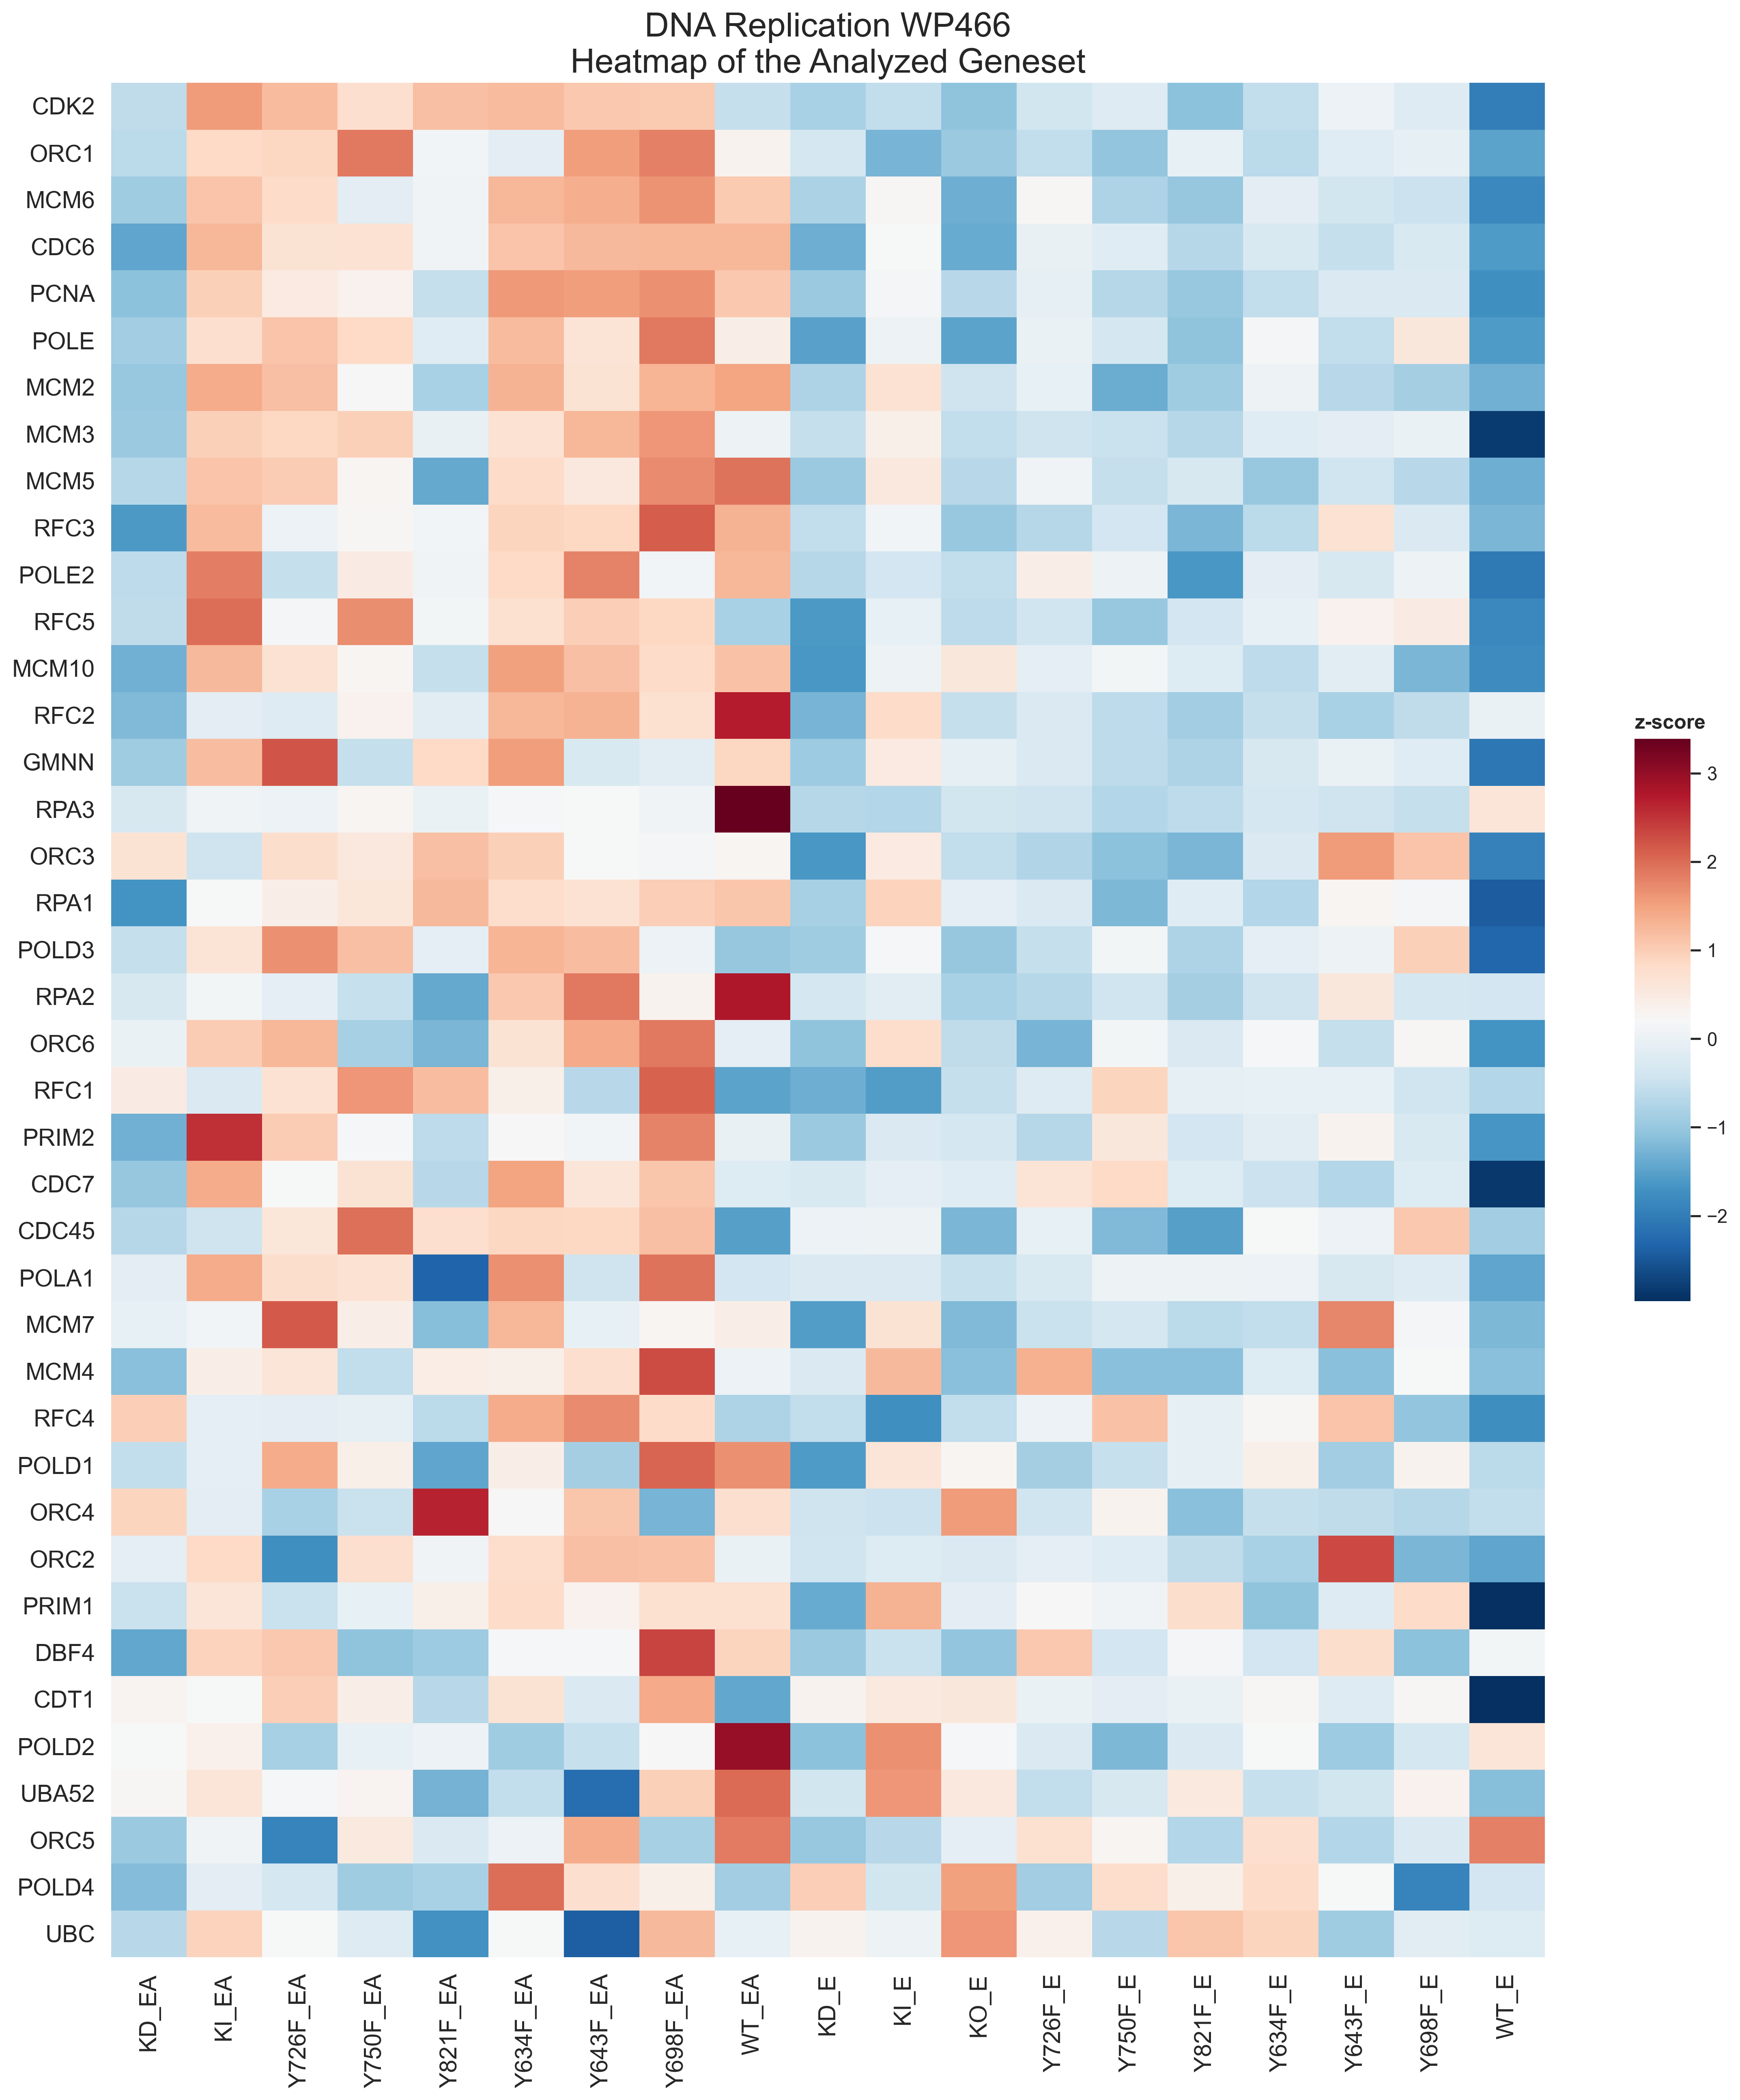 DNA Replication WP466
Heatmap of the Analyzed Geneset
CDK2
ORC1
MCM6
CDC6
PCNA
POLE
MCM2
MCM3
MCM5
RFC3
POLE2
RFC5
MCM10
RFC2
GMNN
RPA3
ORC3
RPA1
POLD3
RPA2
ORC6
RFC1
PRIM2
CDC7
CDC45
POLA1
MCM7
MCM4
RFC4
POLD1
ORC4
ORC2
PRIM1
DBF4
CDT1
POLD2
UBA52
ORC5
POLD4
UBC
KD_EA
KI_EA
Y726F_EA
Y750F_EA
Y821F_EA
Y634F_EA
Y643F_EA
Y698F_EA
WT_EA
KD_E
KI_E
KO_E
Y726F_E
Y750F_E
Y821F_E
Y634F_E
Y643F_E
Y698F_E
WT_E
z-score
3
2
1
0
−1
−2